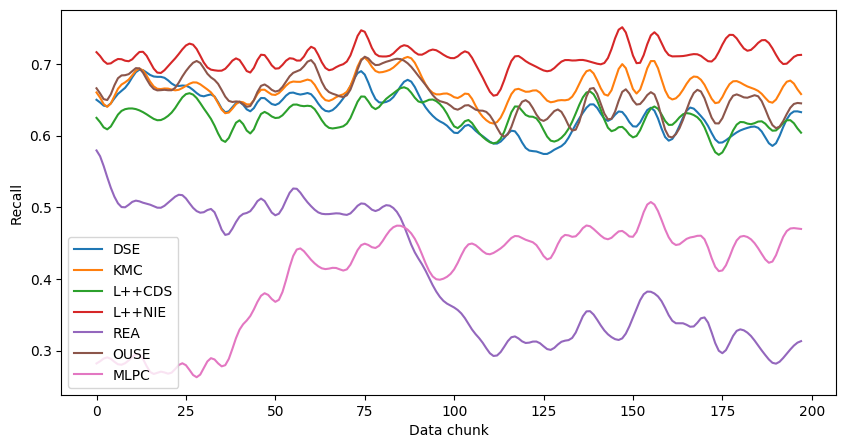 0.7
0.6
0.5
0.4
0.3
Recall
DSE
KMC
L++CDS
L++NIE
REA
OUSE
MLPC
0 25 50 75 100 125 150 175 200
Data chunk